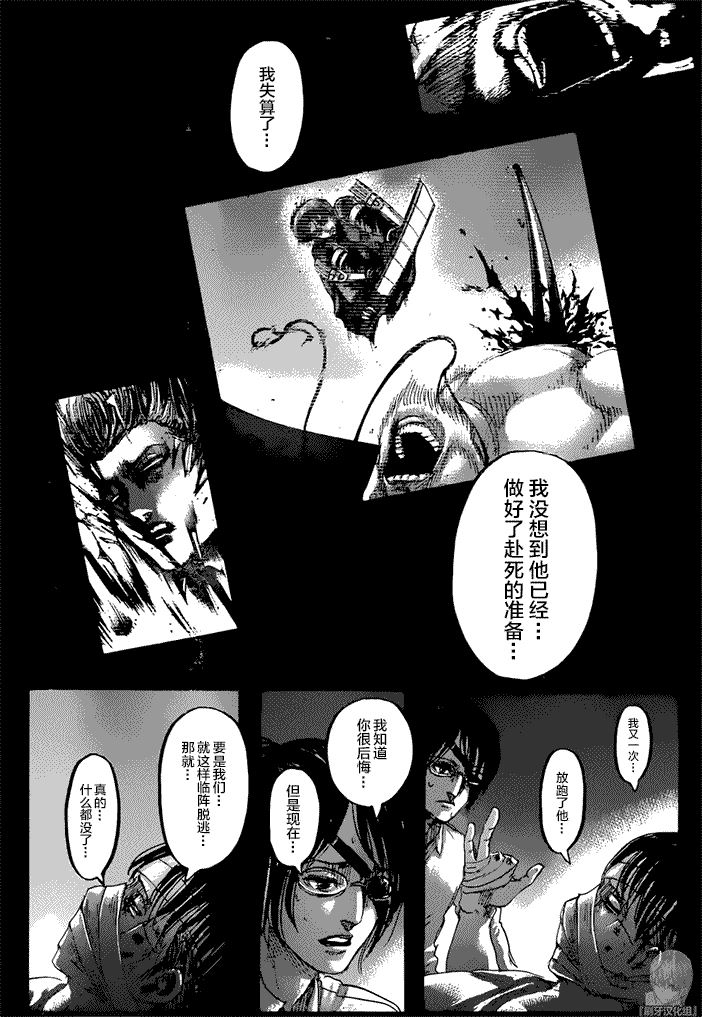 我失算了…
我没想到他已经…
做好了赴死的准备…
我又一次…
放跑了他…
我知道
你很后悔…
但是现在…
要是我们…
就这样临阵脱逃…
那就…
真的…
什么都没了…
『刷牙汉化组』